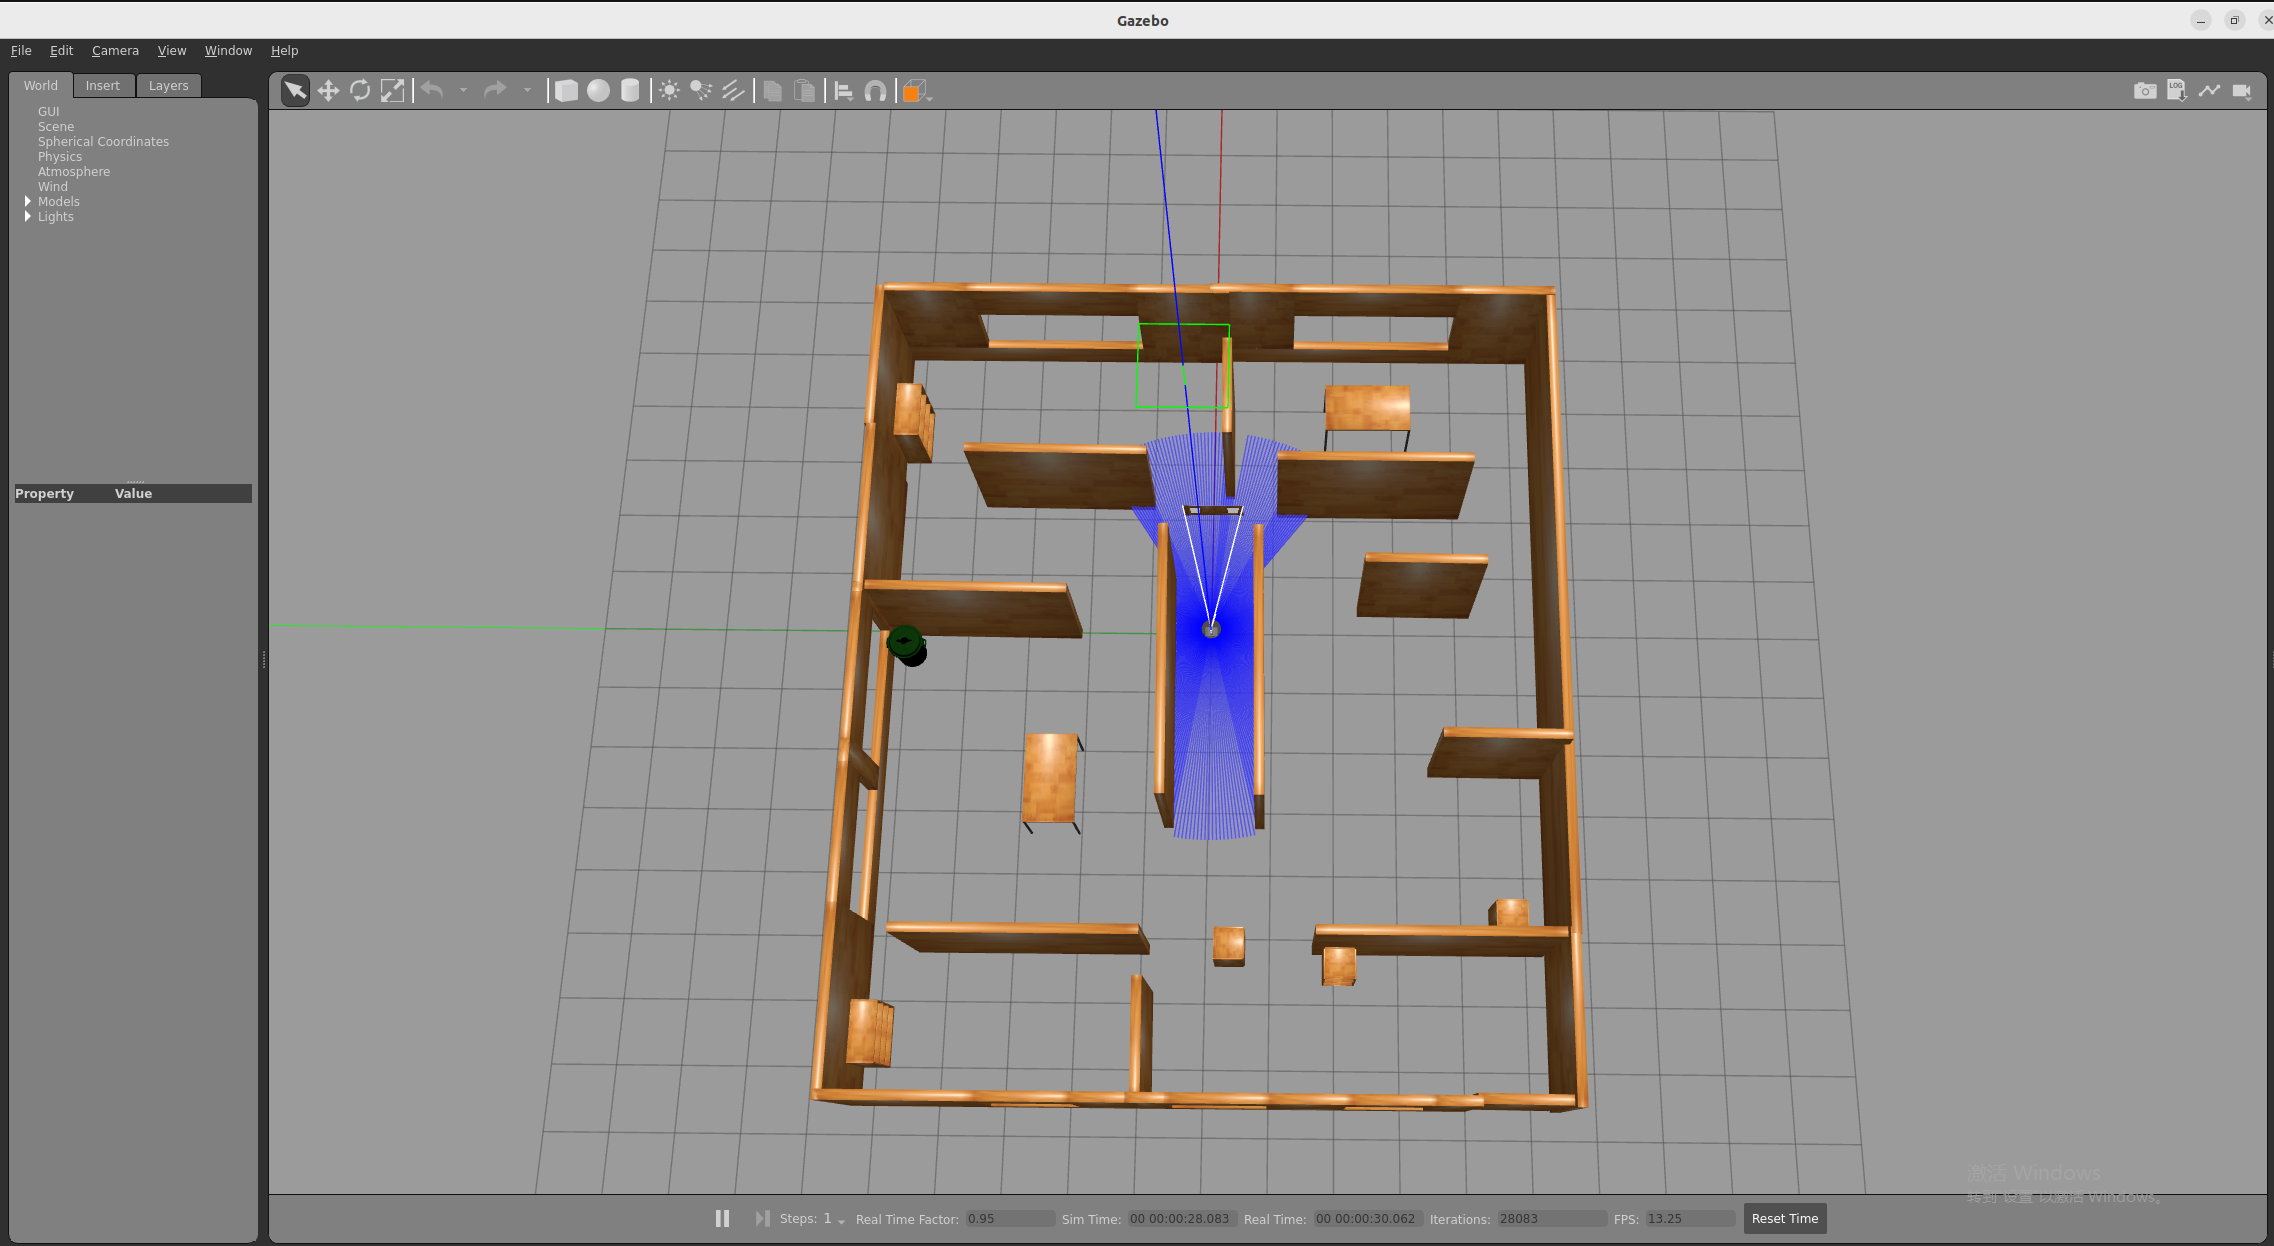 Gazebo
File Edit Camera View Window Help
World Insert Layers
LOG
GUI
Scene
Spherical Coordinates
Physics
Atmosphere
Wind
Models
Lights
Property Value
激活 Windows
转到"设置"以激活 Windows。
Steps: 1 Real Time Factor: 0.95 Sim Time: 00 00:00:28.083 Real Time: 00 00:00:30.062 Iterations: 28083 FPS: 13.25 Reset Time